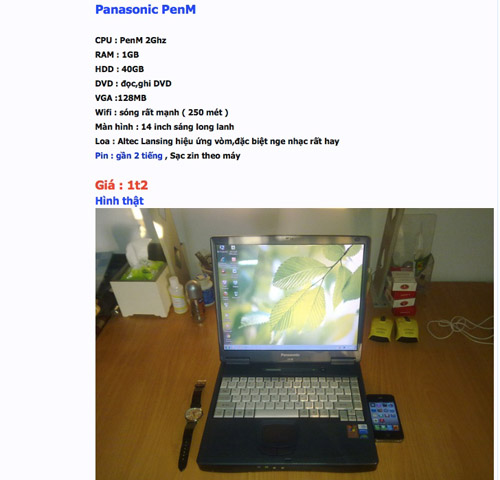 Panasonic PenM
CPU : PenM 2Ghz
RAM : 1GB
HDD : 40GB
DVD : đọc,ghi DVD
VGA :128MB
Wifi : sóng rất mạnh ( 250 mét )
Màn hình : 14 inch sáng long lanh
Loa : Altec Lansing hiệu ứng vòm,đặc biệt nge nhạc rất hay
Pin : gần 2 tiếng , Sạc zin theo máy
Giá : 1t2
Hình thật
Panasonic